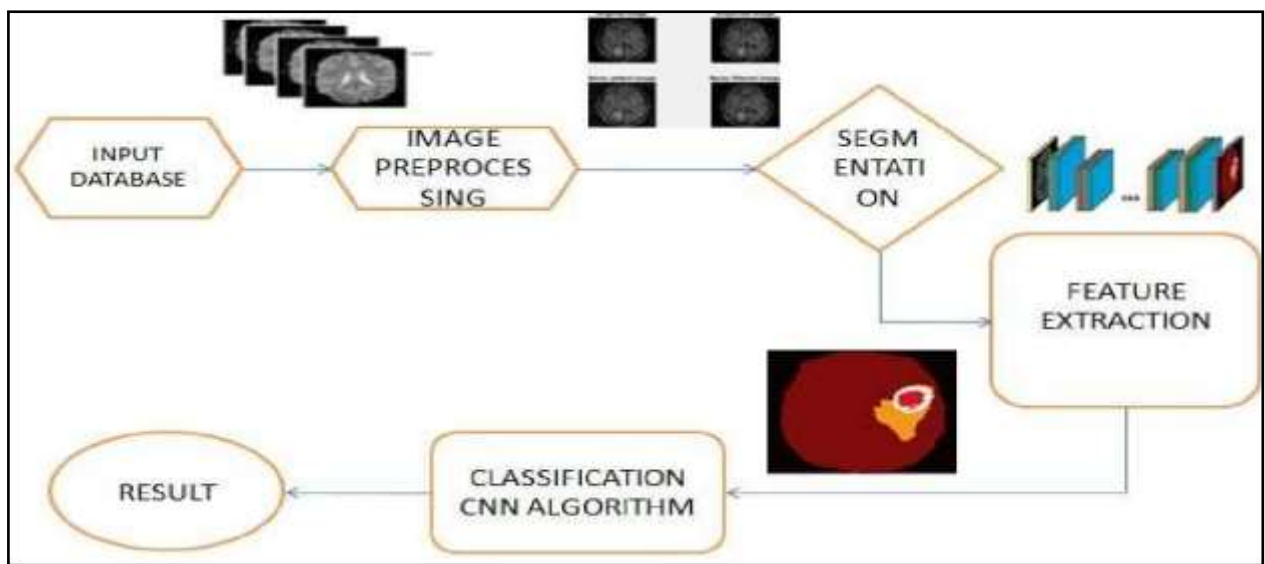 INPUT
DATABASE
IMAGE
PREPROCES
SING
SEGM
ENTATI
ON
FEATURE
EXTRACTION
CLASSIFICATION
CNN ALGORITHM
RESULT